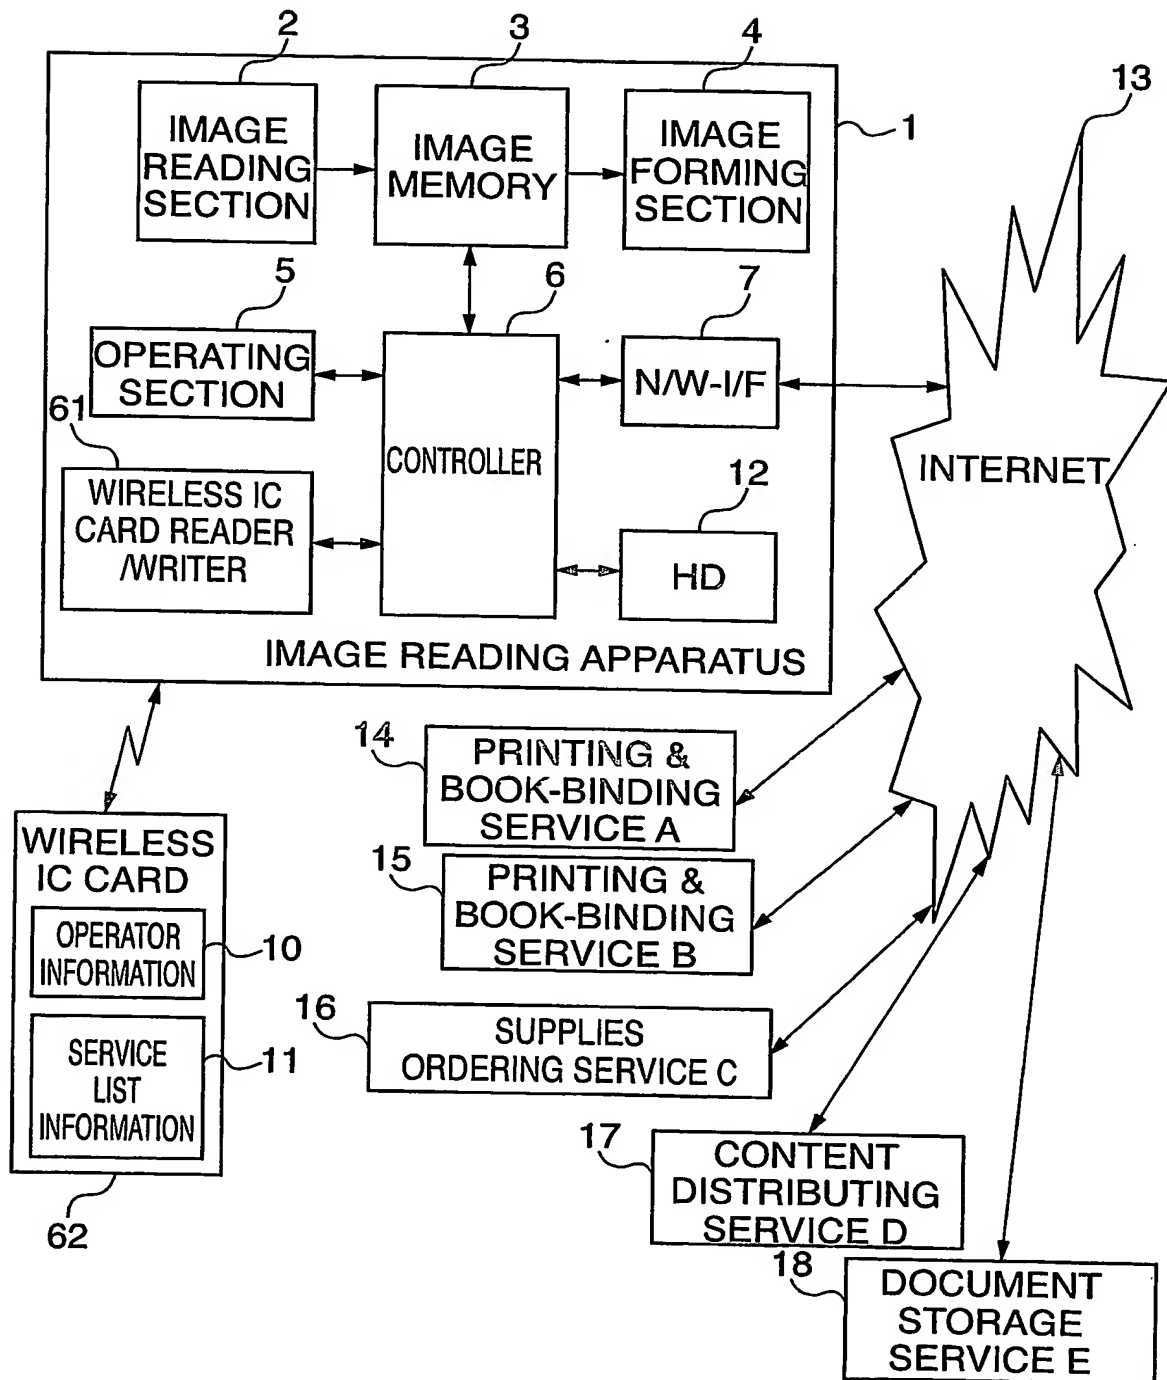 2
3
4
1
13
IMAGE
READING
SECTION
IMAGE
MEMORY
IMAGE
FORMING
SECTION
5
6
7
OPERATING
SECTION
N/W-I/F
61
CONTROLLER
INTERNET
WIRELESS IC
CARD READER
/WRITER
12
HD
IMAGE READING APPARATUS
14
PRINTING &
BOOK-BINDING
SERVICE A
15
PRINTING &
BOOK-BINDING
SERVICE B
WIRELESS
IC CARD
OPERATOR
INFORMATION
10
SERVICE
LIST
INFORMATION
11
62
16
SUPPLIES
ORDERING SERVICE C
17
CONTENT
DISTRIBUTING
SERVICE D
18
DOCUMENT
STORAGE
SERVICE E